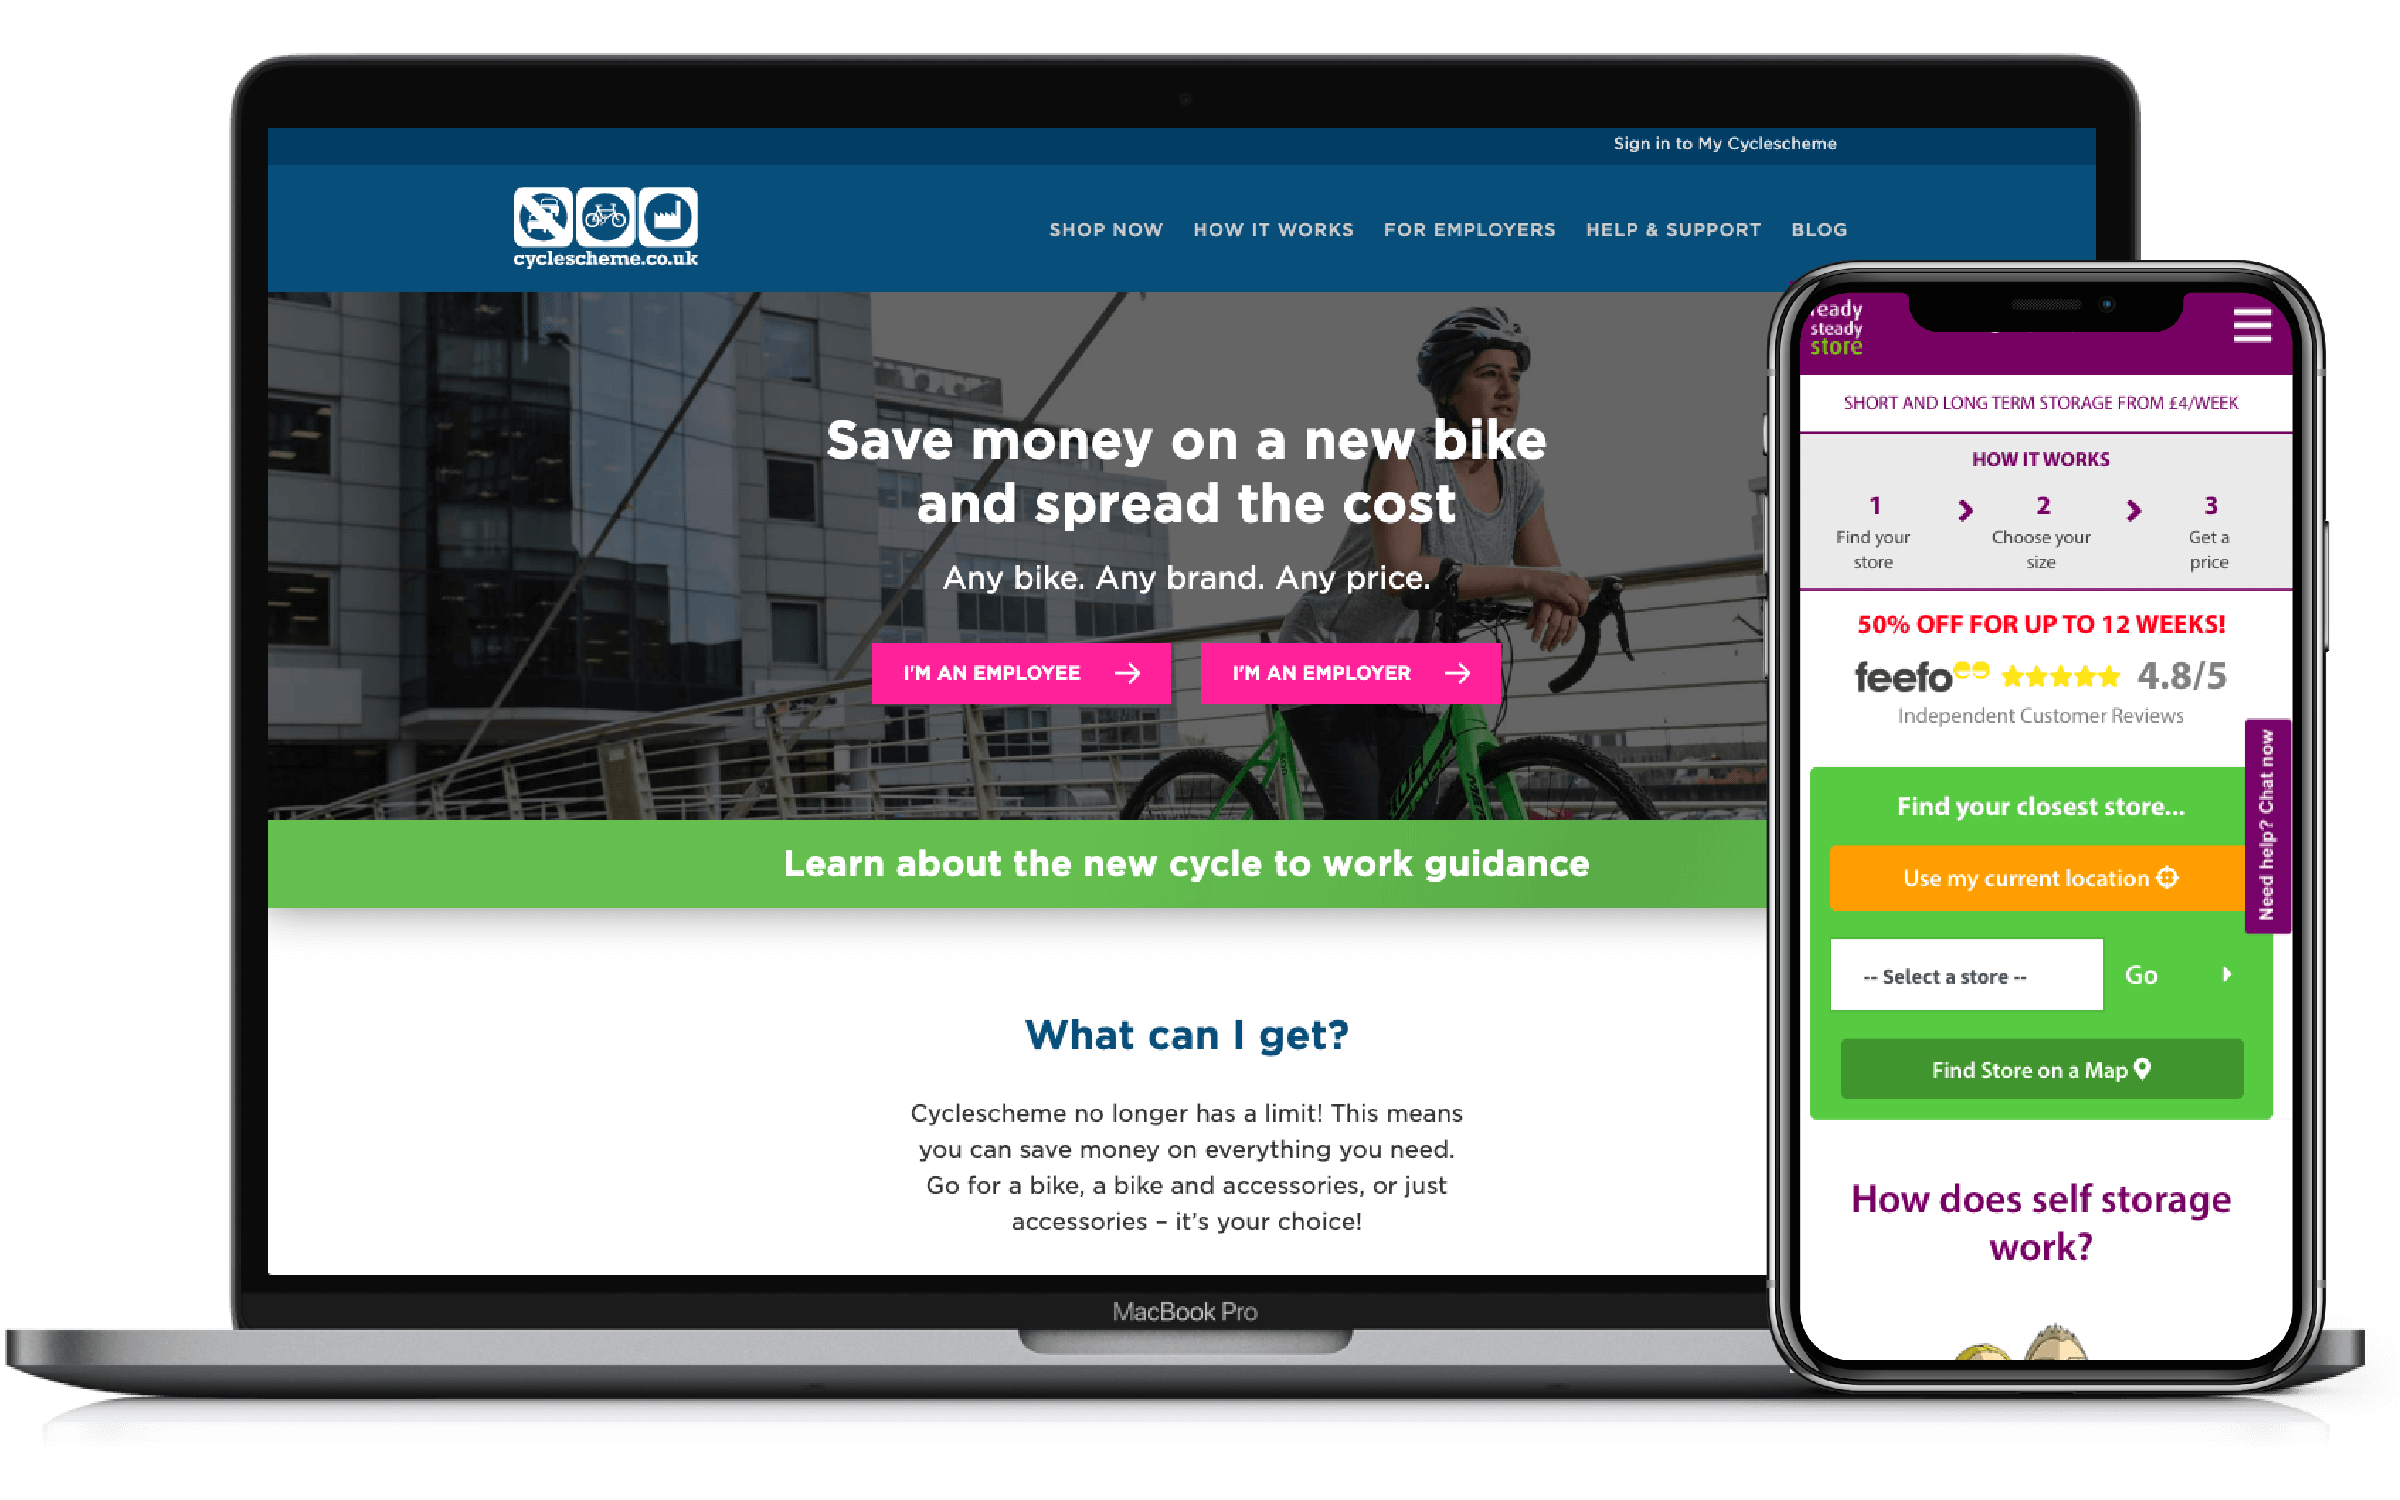 Sign in to My Cyclescheme
cyclescheme.co.uk
SHOP NOW HOW IT WORKS FOR EMPLOYERS HELP & SUPPORT BLOG
Save money on a new bike
and spread the cost
Any bike. Any brand. Any price.
I'M AN EMPLOYEE
I'M AN EMPLOYER
Learn about the new cycle to work guidance
What can I get?
Cyclescheme no longer has a limit! This means
you can save money on everything you need.
Go for a bike, a bike and accessories, or just
accessories – it's your choice!
MacBook Pro
ready
steady
store
SHORT AND LONG TERM STORAGE FROM £4/WEEK
HOW IT WORKS
1 2 3
Find your Choose your Get a
store size price
50% OFF FOR UP TO 12 WEEKS!
feefo 4.8/5
Independent Customer Reviews
Need help? Chat now
Find your closest store...
Use my current location
-- Select a store -- Go
Find Store on a Map
How does self storage
work?